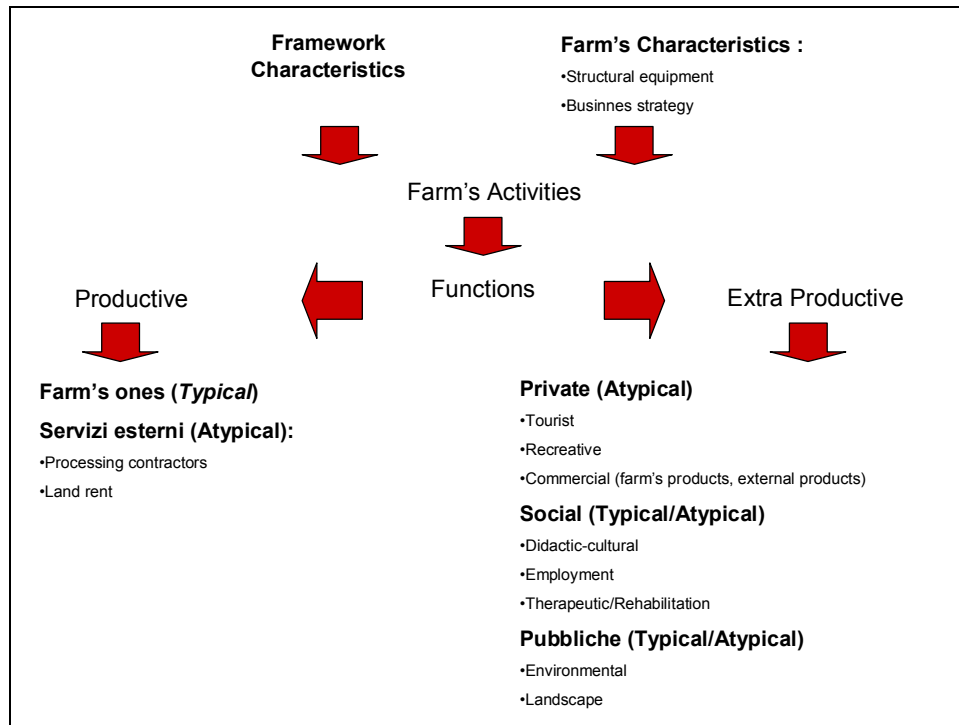 Framework
Characteristics
Farm's Characteristics :
•Structural equipment
•Businnes strategy
Farm's Activities
Functions
Productive
Extra Productive
Farm's ones (Typical)
Servizi esterni (Atypical):
•Processing contractors
•Land rent
Private (Atypical)
•Tourist
•Recreative
•Commercial (farm's products, external products)
Social (Typical/Atypical)
•Didactic-cultural
•Employment
•Therapeutic/Rehabilitation
Pubbliche (Typical/Atypical)
•Environmental
•Landscape